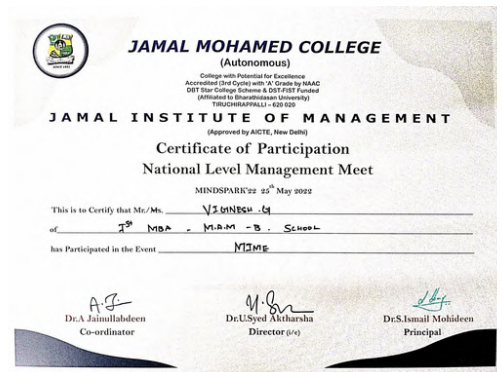 JAMAL MOHAMED COLLEGE
(Autonomous)
College with Potential for Excellence
Accredited (3rd Cycle) with 'A' Grade by NAAC
DBT Star College Scheme & DST-FIST Funded
(Affiliated to Bharathidasan University)
TIRUCHIRAPPALLI – 620 020
JAMAL INSTITUTE OF MANAGEMENT
(Approved by AICTE, New Delhi)
Certificate of Participation
National Level Management Meet
MINDSPARK'22 25th May 2022
This is to Certify that Mr./Ms. VIGNESH .G
of Ist MBA - M.A.M - B. SCHOOL
has Participated in the Event MIME
Dr.A Jainullabdeen Dr.U.Syed Aktharsha Dr.S.Ismail Mohideen
Co-ordinator Director (i/c) Principal